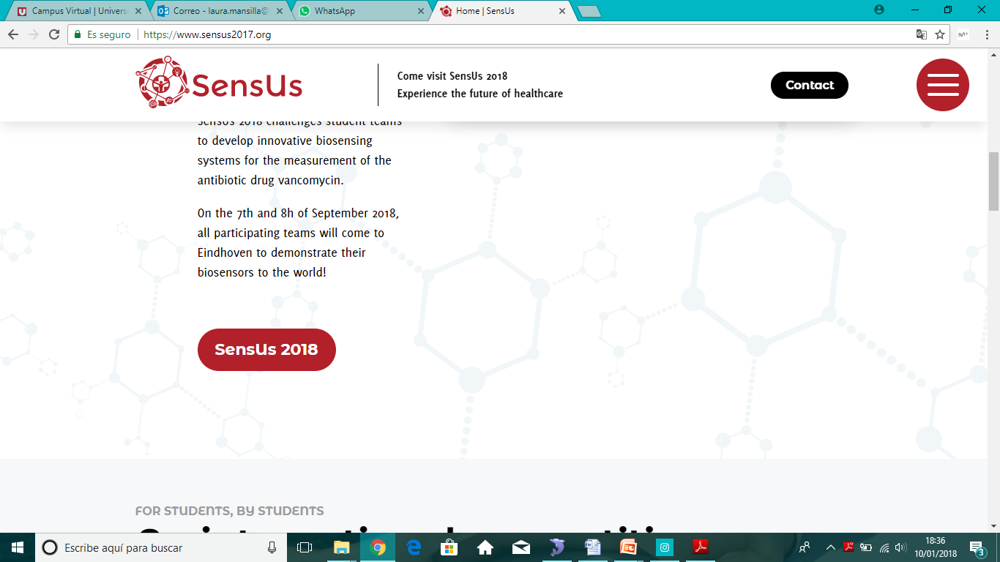 Campus Virtual | Univers
Correo - laura.mansilla@
WhatsApp
Home | SensUs
Es seguro
https://www.sensus2017.org
SensUs
Come visit SensUs 2018
Experience the future of healthcare
Contact
SensUs 2018 challenges student teams
to develop innovative biosensing
systems for the measurement of the
antibiotic drug vancomycin.
On the 7th and 8h of September 2018,
all participating teams will come to
Eindhoven to demonstrate their
biosensors to the world!
SensUs 2018
FOR STUDENTS, BY STUDENTS
Escribe aquí para buscar
18:36
10/01/2018
3